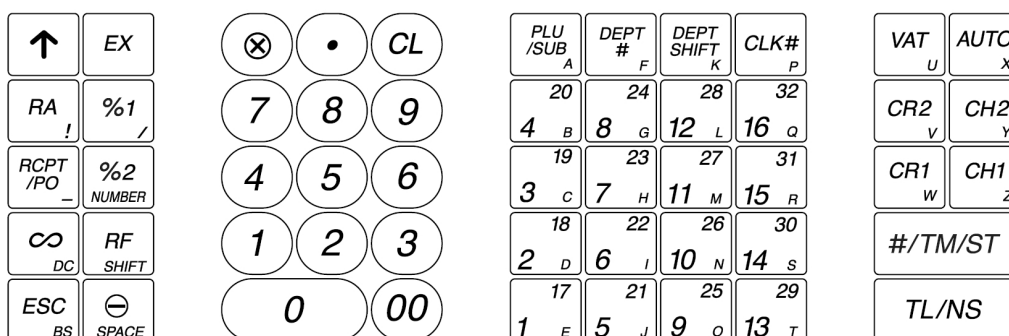 ↑
EX
RA
!
%1
/
RCPT
/PO
_
%2
NUMBER
DC
RF
SHIFT
ESC
BS
⊖
SPACE
⊗
•
CL
7
8
9
4
5
6
1
2
3
0
00
PLU
/SUB
A
DEPT
#
F
DEPT
SHIFT
K
CLK#
P
20
4 B
24
8 G
28
12 L
32
16 Q
19
3 C
23
7 H
27
11 M
31
15 R
18
2 D
22
6 I
26
10 N
30
14 S
17
1 E
21
5 J
25
9 O
29
13 T
VAT
U
AUTO
X
CR2
V
CH2
Y
CR1
W
CH1
Z
#/TM/ST
TL/NS